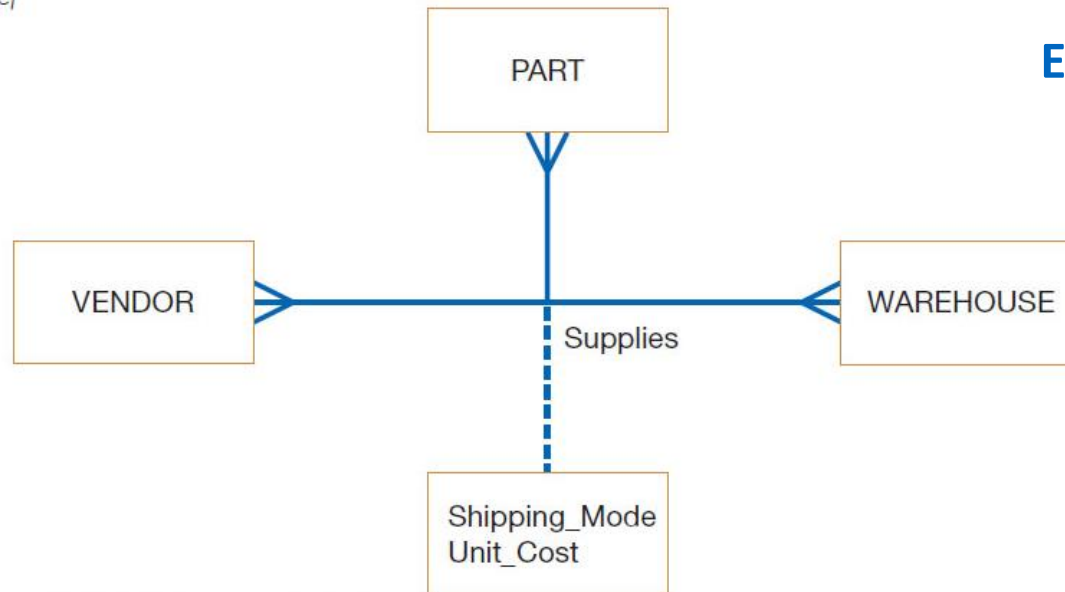 PART
E
VENDOR
WAREHOUSE
Supplies
Shipping_Mode
Unit_Cost